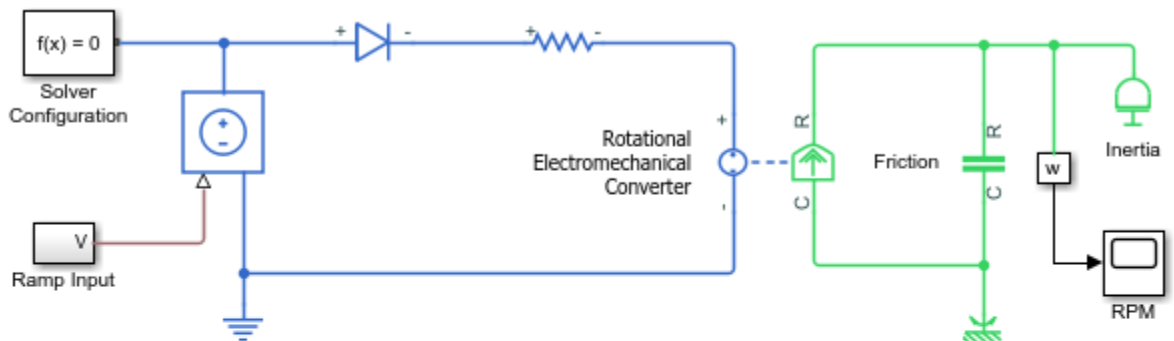 f(x) = 0
Solver
Configuration
+
-
+
-
+
-
V
Ramp Input
Rotational
Electromechanical
Converter
+
-
R
C
Friction
R
C
w
Inertia
RPM